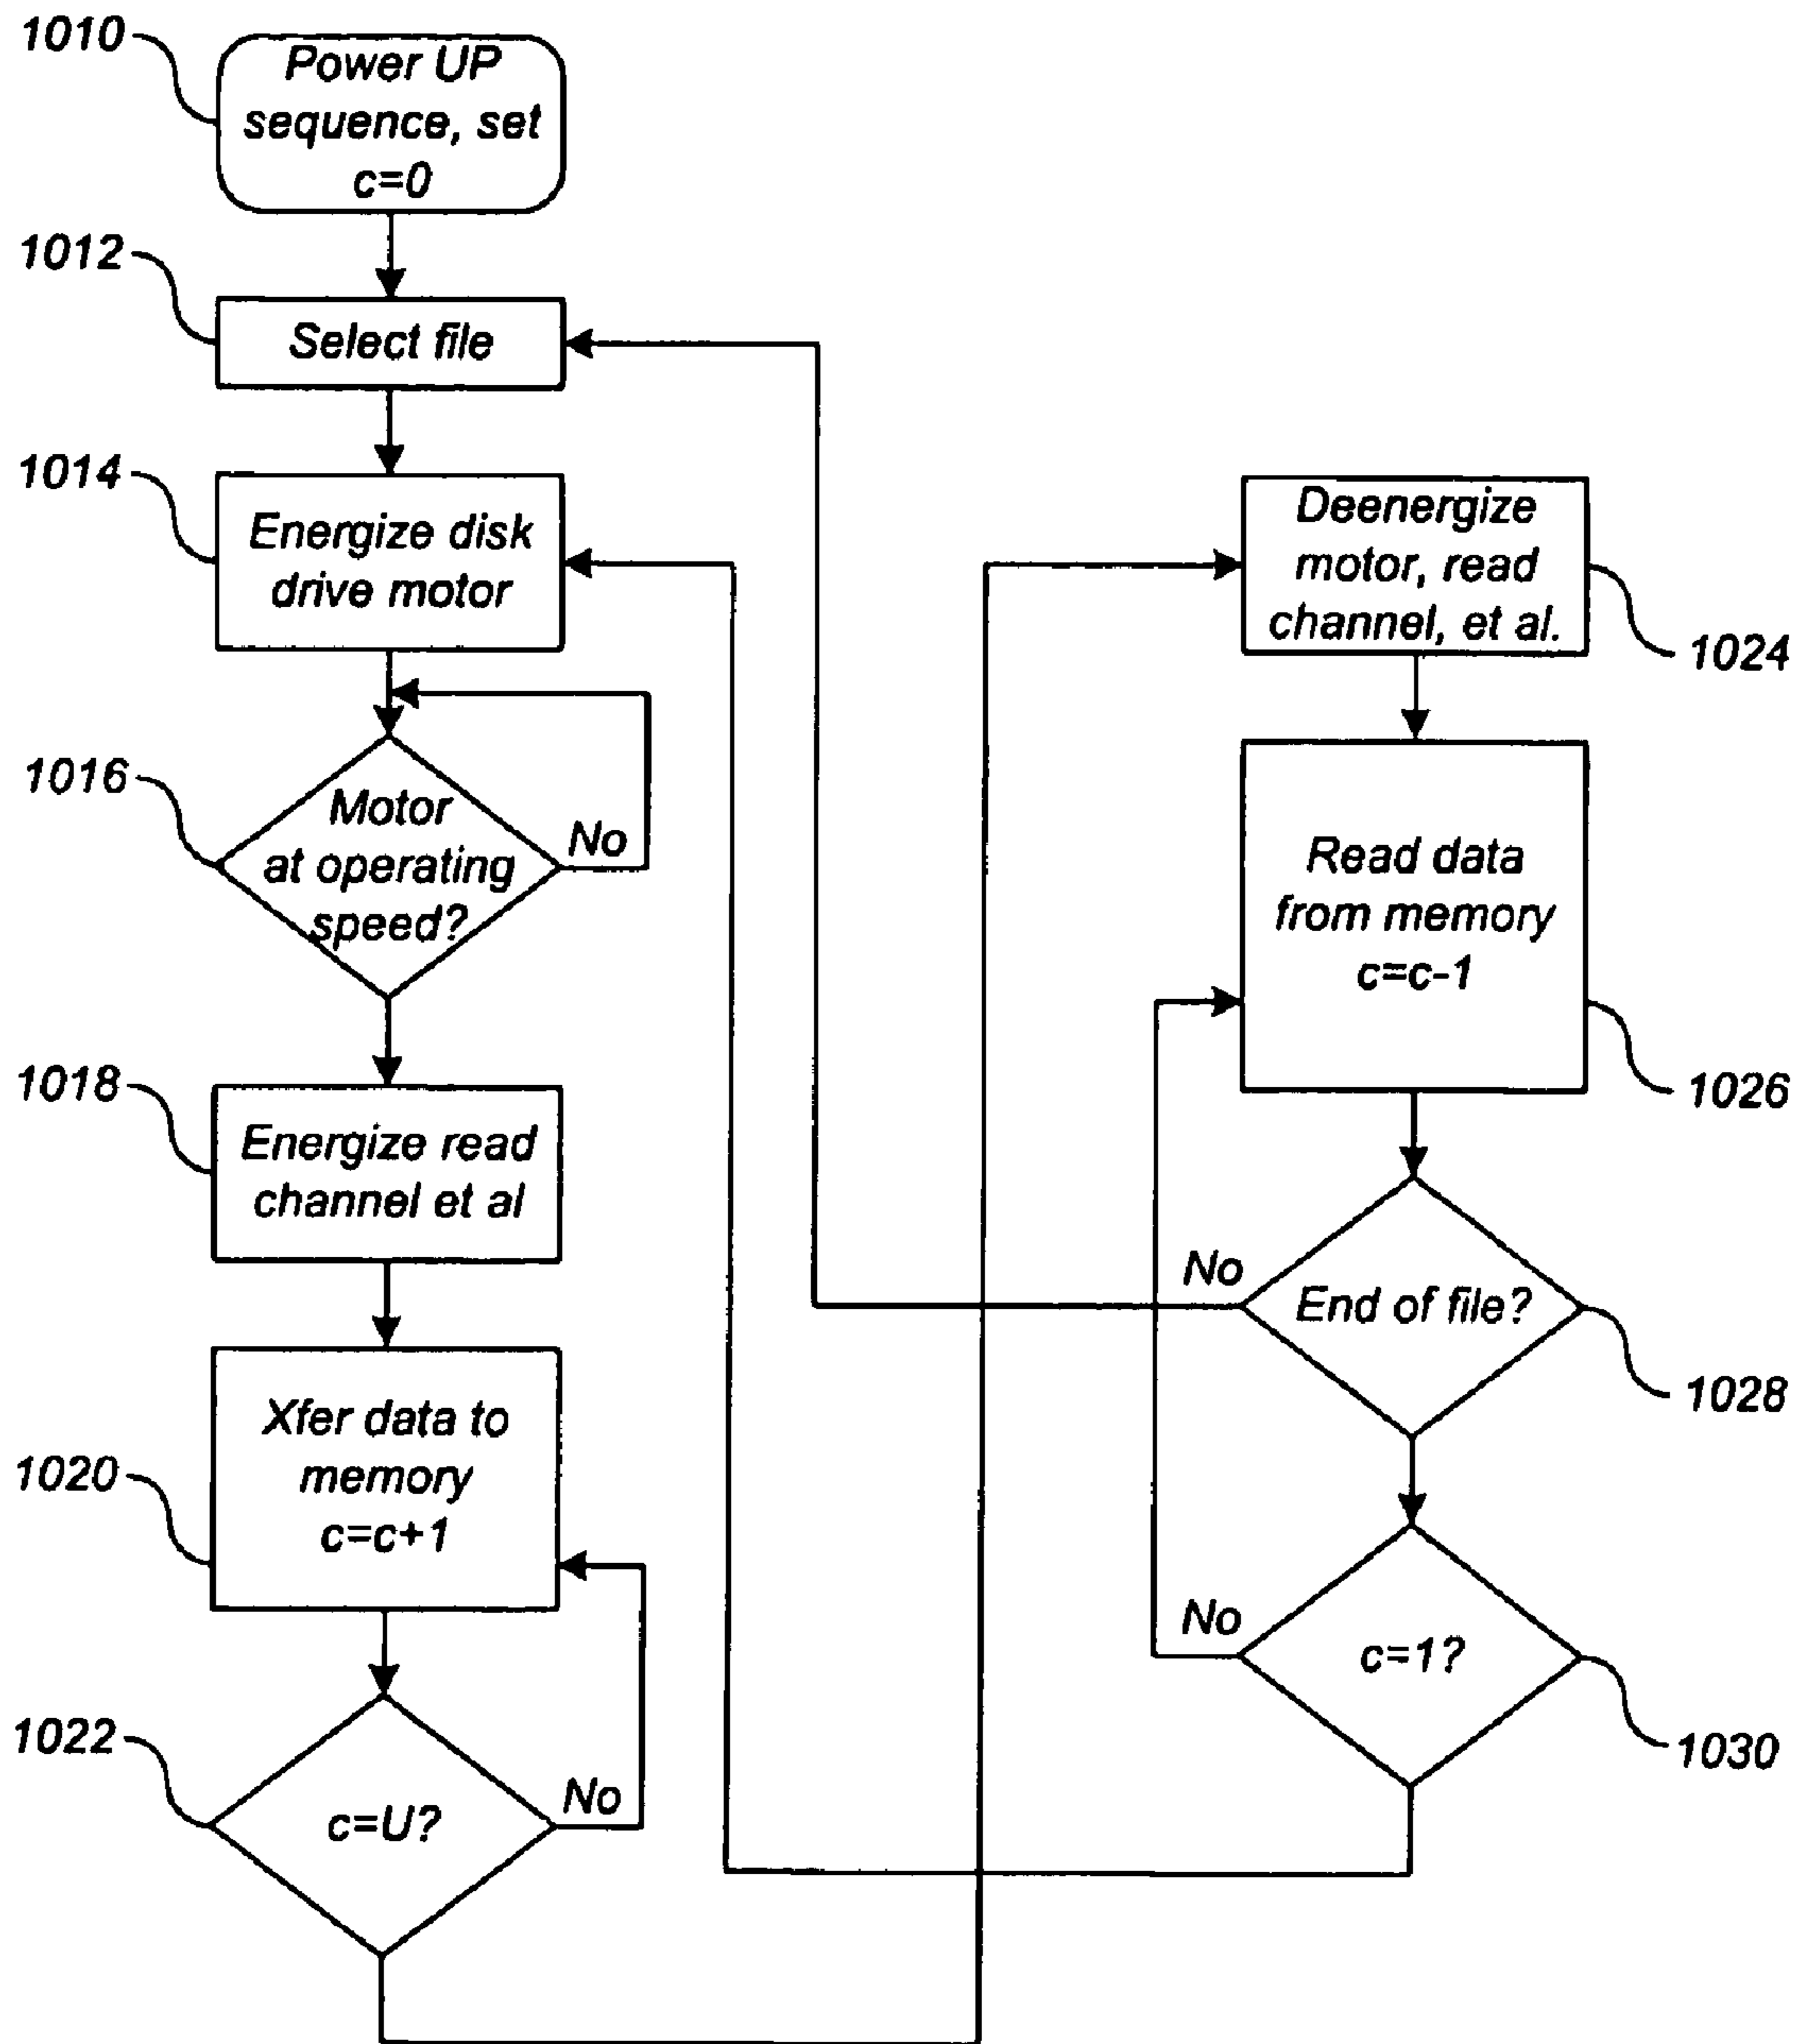 1010
Power UP
sequence, set
c=0
1012
Select file
1014
Energize disk
drive motor
1016
Motor
at operating
speed?
No
1018
Energize read
channel et al
1020
Xfer data to
memory
c=c+1
1022
c=U?
No
Deenergize
motor, read
channel, et al.
1024
Read data
from memory
c=c-1
1026
No
End of file?
1028
No
c=1?
1030